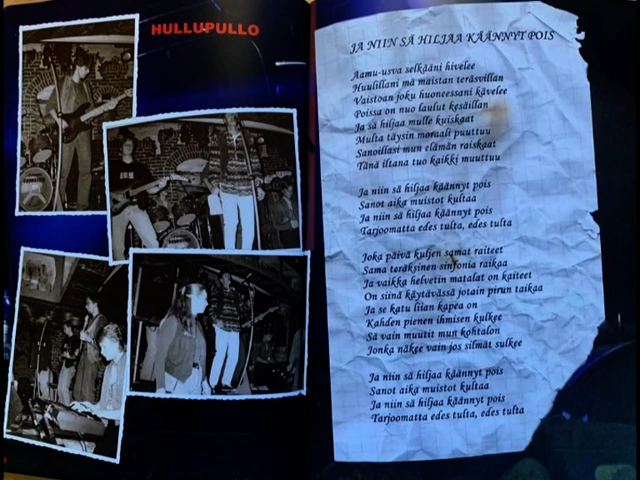 HULLUPULLO
JA NIIN SÄ HILJAA KÄÄNNYT POIS
Aamu-usva selkääni hivelee
Huulillani mä maistan teräsvillan
Vaistoan joku huoneessani kävelee
Poissa on nuo laulut kesäillan
Ja sä hiljaa mulle kuiskaat
Multa täysin moraali puuttuu
Sanoillasi mun elämän raiskaat
Tänä iltana tuo kaikki muuttuu
Ja niin sä hiljaa käännyt pois
Sanot aika muistot kultaa
Ja niin sä hiljaa käännyt pois
Tarjoomatta edes tulta, edes tulta
Joka päivä kuljen samat raiteet
Sama teräksinen sinfonia raikaa
Ja vaikka helvetin matalat on kaiteet
On siinä käytävässä jotain pirun taikaa
Ja se katu liian kapea on
Kahden pienen ihmisen kulkee
Sä vain muutit mun kohtalon
Jonka näkee vain jos silmät sulkee
Ja niin sä hiljaa käännyt pois
Sanot aika muistot kultaa
Ja niin sä hiljaa käännyt pois
Tarjoomatta edes tulta, edes tulta